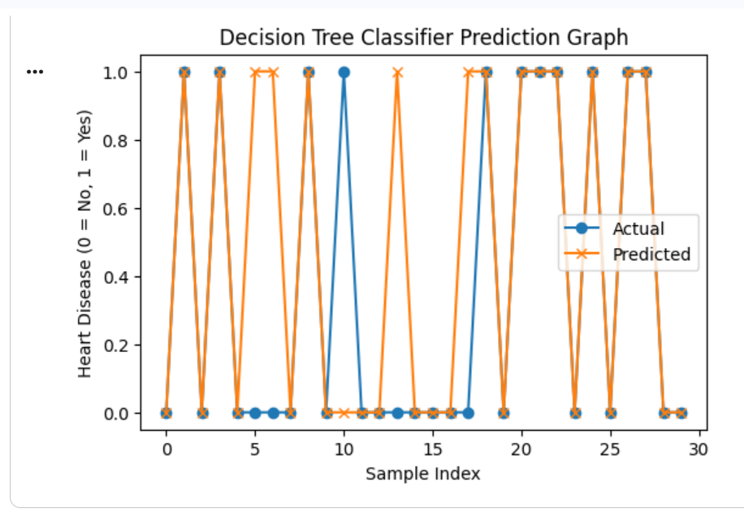 ...
Decision Tree Classifier Prediction Graph
Heart Disease (0 = No, 1 = Yes)
1.0
0.8
0.6
0.4
0.2
0.0
Actual
Predicted
0 5 10 15 20 25 30
Sample Index